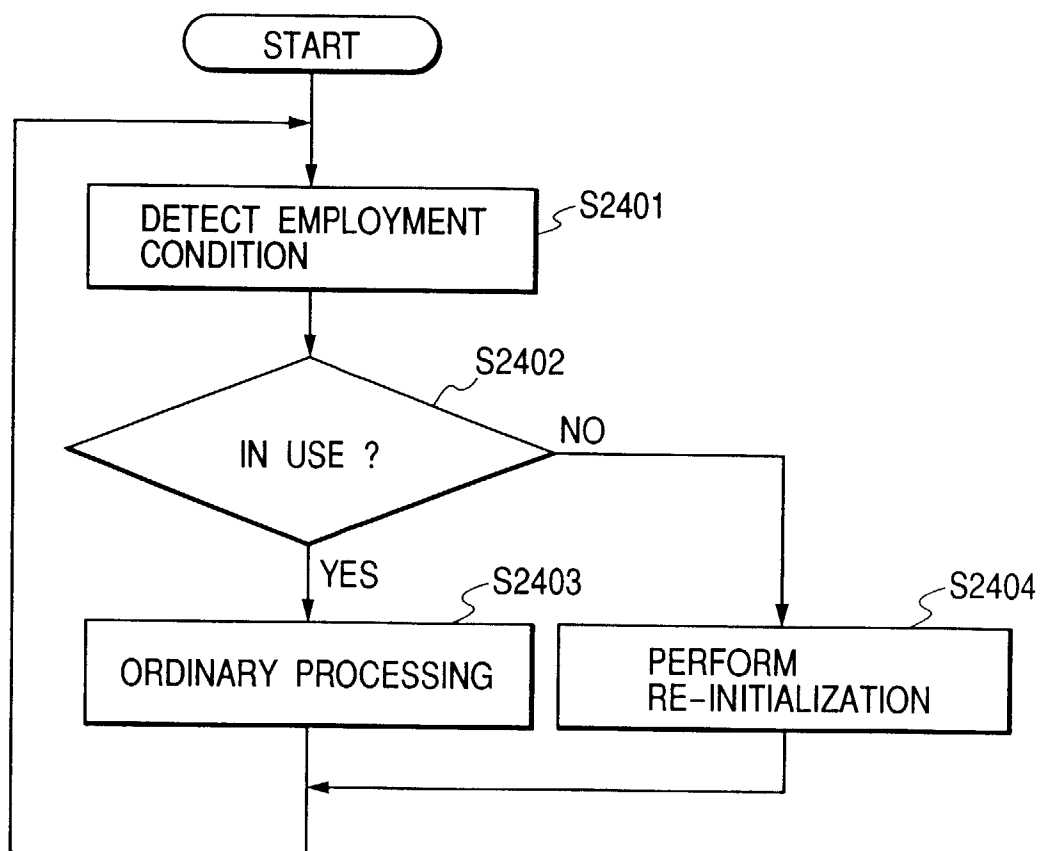 START
DETECT EMPLOYMENT
CONDITION
S2401
S2402
IN USE ?
NO
YES
S2403
S2404
ORDINARY PROCESSING
PERFORM
RE-INITIALIZATION